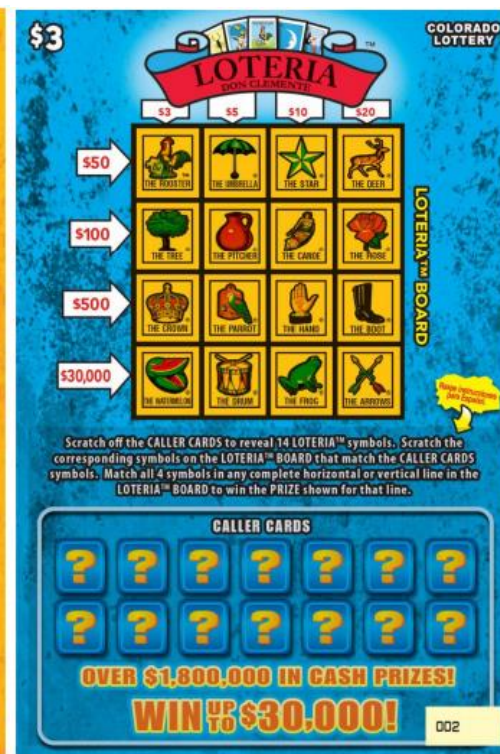 $3
COLORADO
LOTTERY
LOTERIA™
DON CLEMENTE
$3 $5 $10 $20
$50
THE ROOSTER THE UMBRELLA THE STAR THE DEER
$100
THE TREE THE PITCHER THE CANOE THE ROSE
$500
THE CROWN THE PARROT THE HAND THE BOOT
$30,000
THE WATERMELON THE DRUM THE FROG THE ARROWS
LOTERIA™ BOARD
Raspe instrucciones
para Español.
Scratch off the CALLER CARDS to reveal 14 LOTERIA™ symbols. Scratch the
corresponding symbols on the LOTERIA™ BOARD that match the CALLER CARDS
symbols. Match all 4 symbols in any complete horizontal or vertical line in the
LOTERIA™ BOARD to win the PRIZE shown for that line.
CALLER CARDS
? ? ? ? ? ? ?
? ? ? ? ? ? ?
OVER $1,800,000 IN CASH PRIZES!
WIN UP TO $30,000!
002